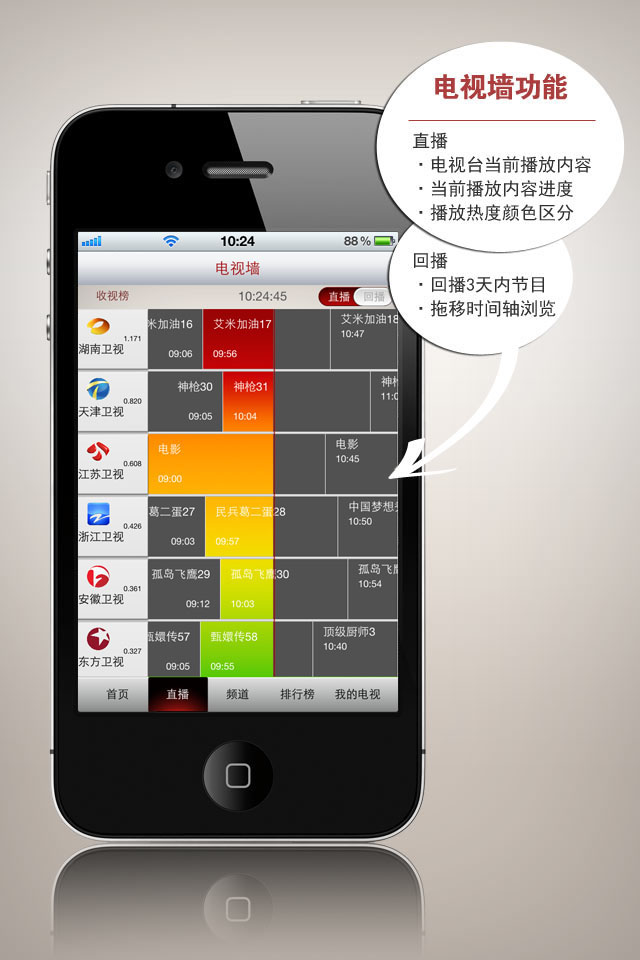 电视墙功能
直播
·电视台当前播放内容
·当前播放内容进度
·播放热度颜色区分
回播
·回播3天内节目
·拖移时间轴浏览
10:24
88%
电视墙
收视榜
10:24:45
直播 回播
湖南卫视 1.171
米加油16 09:06
艾米加油17 09:56
艾米加油18 10:47
天津卫视 0.820
神枪30 09:05
神枪31 10:04
神
江苏卫视 0.608
电影 09:00
电影 10:45
浙江卫视 0.426
葛二蛋27 09:03
民兵葛二蛋28 09:57
中国梦想 10:50
安徽卫视 0.361
孤岛飞鹰29 09:12
孤岛飞鹰30 10:03
孤岛飞 10:54
东方卫视 0.327
甄嬛传57 09:05
甄嬛传58 09:55
顶级厨师3 10:40
首页 直播 频道 排行榜 我的电视